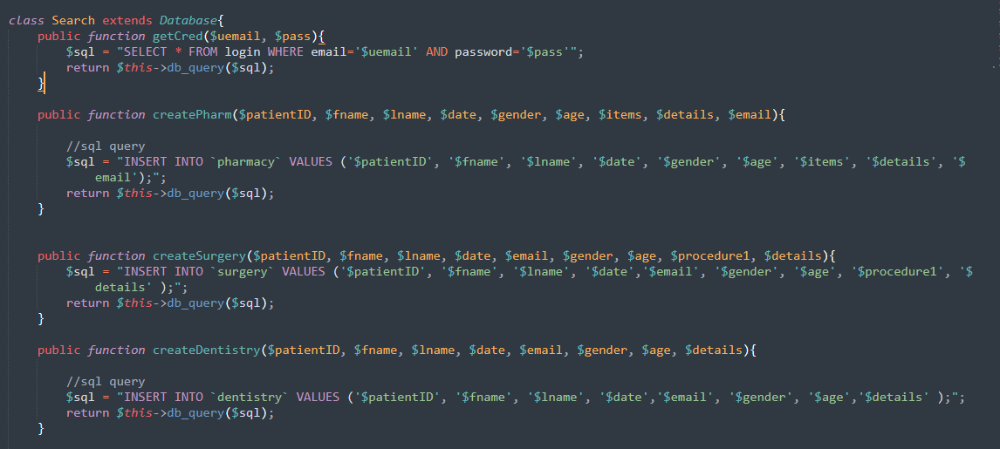 class Search extends Database{
public function getCred($uemail, $pass){
$sql = "SELECT * FROM login WHERE email='$uemail' AND password='$pass'";
return $this->db_query($sql);
}
public function createPharm($patientID, $fname, $lname, $date, $gender, $age, $items, $details, $email){
//sql query
$sql = "INSERT INTO `pharmacy` VALUES ('$patientID', '$fname', '$lname', '$date', '$gender', '$age', '$items', '$details', '$
email');";
return $this->db_query($sql);
}
public function createSurgery($patientID, $fname, $lname, $date, $email, $gender, $age, $procedure1, $details){
$sql = "INSERT INTO `surgery` VALUES ('$patientID', '$fname', '$lname', '$date','$email', '$gender', '$age', '$procedure1', '$
details' );";
return $this->db_query($sql);
}
public function createDentistry($patientID, $fname, $lname, $date, $email, $gender, $age, $details){
//sql query
$sql = "INSERT INTO `dentistry` VALUES ('$patientID', '$fname', '$lname', '$date','$email', '$gender', '$age','$details' );";
return $this->db_query($sql);
}